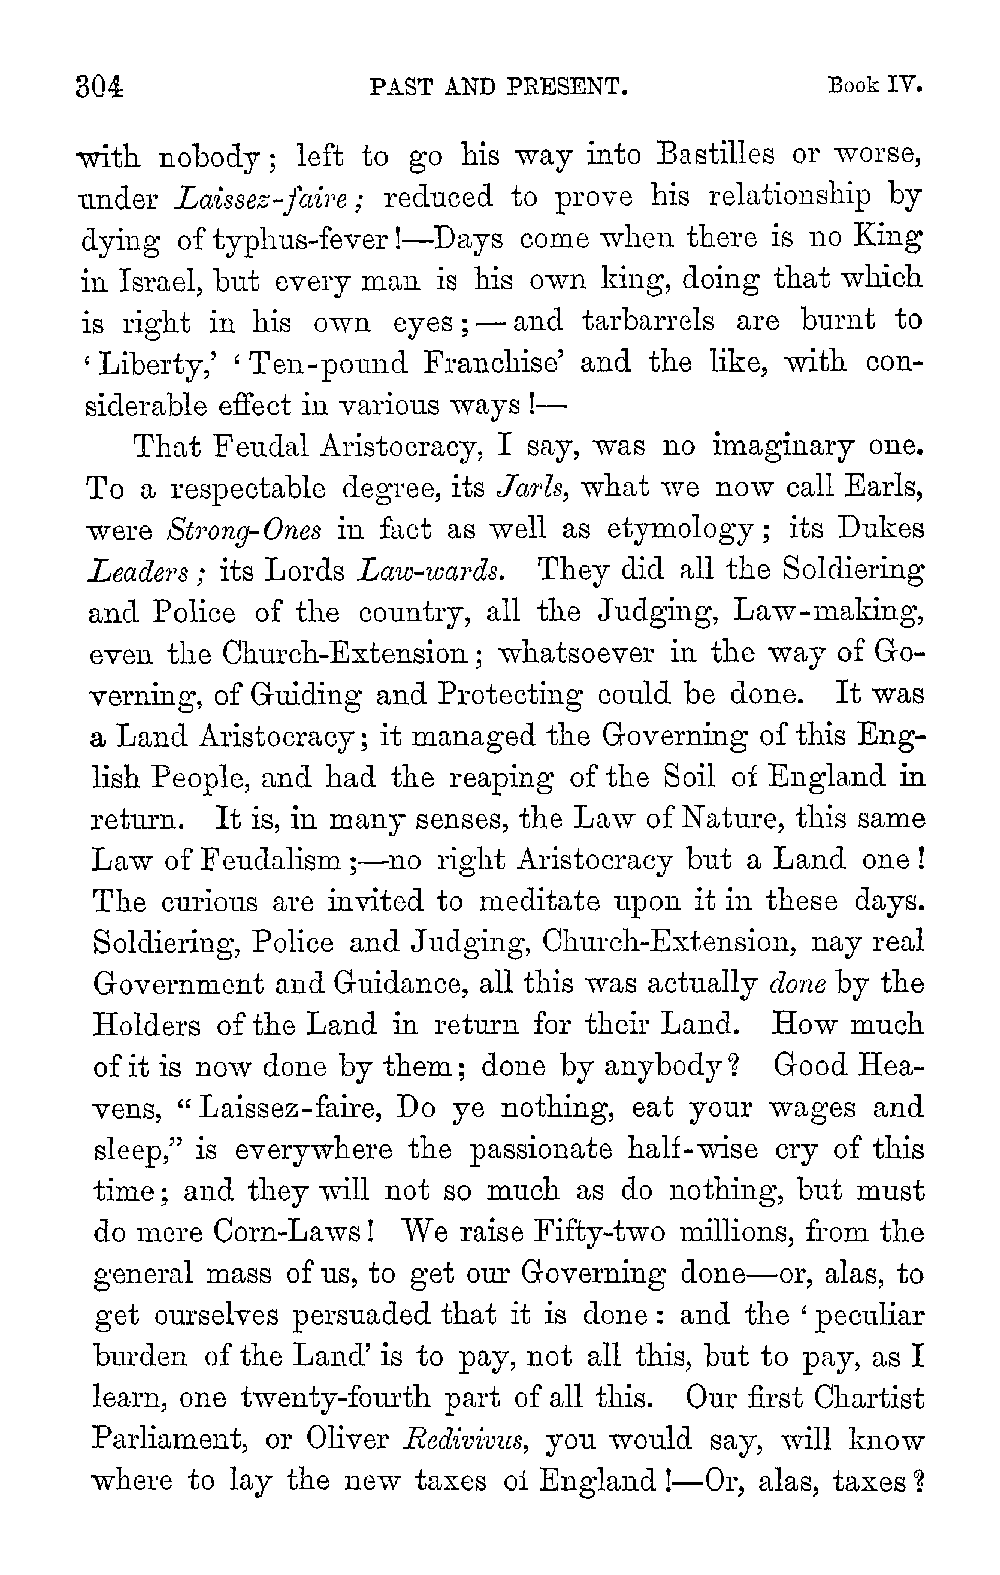 304 PAST AND PRESENT. Book IV.
with nobody; left to go his way into Bastilles or worse,
under Laissez-faire; reduced to prove his relationship by
dying of typhus-fever!—Days come when there is no King
in Israel, but every man is his own king, doing that which
is right in his own eyes;—and tarbarrels are burnt to
‘Liberty,’ ‘Ten-pound Franchise’ and the like, with con-
siderable effect in various ways!—
That Feudal Aristocracy, I say, was no imaginary one.
To a respectable degree, its Jarls, what we now call Earls,
were Strong-Ones in fact as well as etymology; its Dukes
Leaders; its Lords Law-wards. They did all the Soldiering
and Police of the country, all the Judging, Law-making,
even the Church-Extension; whatsoever in the way of Go-
verning, of Guiding and Protecting could be done. It was
a Land Aristocracy; it managed the Governing of this Eng-
lish People, and had the reaping of the Soil of England in
return. It is, in many senses, the Law of Nature, this same
Law of Feudalism;—no right Aristocracy but a Land one!
The curious are invited to meditate upon it in these days.
Soldiering, Police and Judging, Church-Extension, nay real
Government and Guidance, all this was actually done by the
Holders of the Land in return for their Land. How much
of it is now done by them; done by anybody? Good Hea-
vens, “Laissez-faire, Do ye nothing, eat your wages and
sleep,” is everywhere the passionate half-wise cry of this
time; and they will not so much as do nothing, but must
do mere Corn-Laws! We raise Fifty-two millions, from the
general mass of us, to get our Governing done—or, alas, to
get ourselves persuaded that it is done: and the ‘peculiar
burden of the Land’ is to pay, not all this, but to pay, as I
learn, one twenty-fourth part of all this. Our first Chartist
Parliament, or Oliver Redivivus, you would say, will know
where to lay the new taxes of England!—Or, alas, taxes?